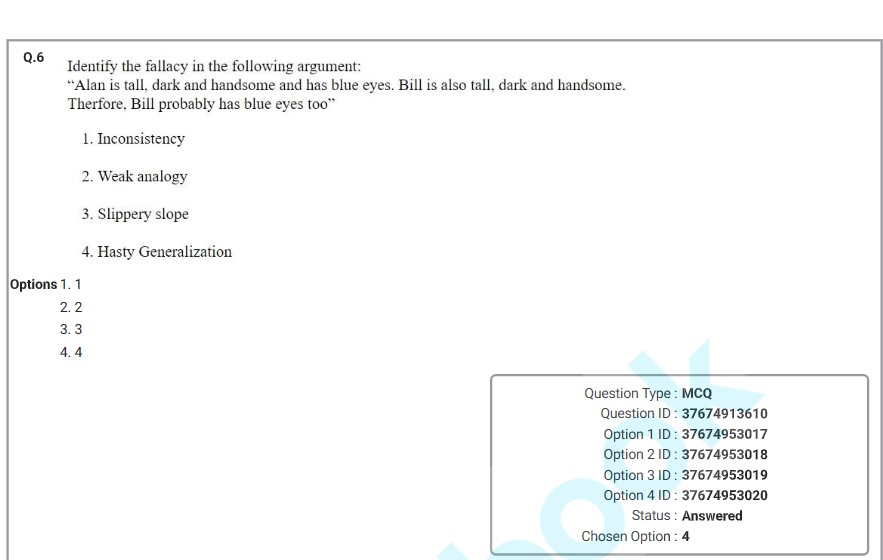 Q.6
Identify the fallacy in the following argument:
“Alan is tall, dark and handsome and has blue eyes. Bill is also tall, dark and handsome.
Therfore, Bill probably has blue eyes too”
1. Inconsistency
2. Weak analogy
3. Slippery slope
4. Hasty Generalization
Options 1. 1
2. 2
3. 3
4. 4
Question Type : MCQ
Question ID : 37674913610
Option 1 ID : 37674953017
Option 2 ID : 37674953018
Option 3 ID : 37674953019
Option 4 ID : 37674953020
Status : Answered
Chosen Option : 4